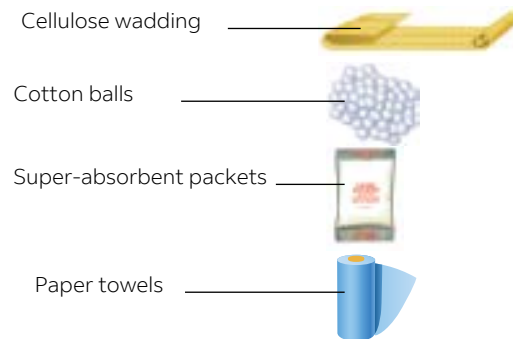 Cellulose wadding
Cotton balls
Super-absorbent packets
Paper towels